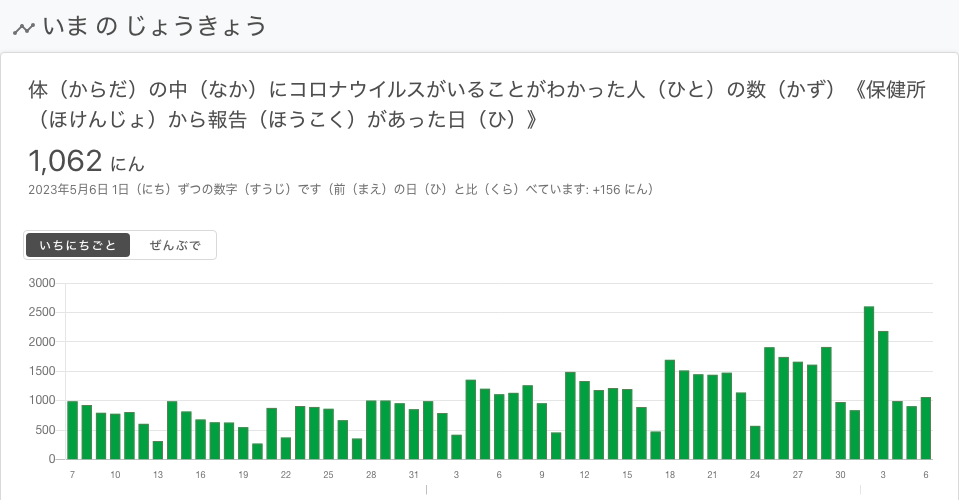 いま の じょうきょう
体（からだ）の中（なか）にコロナウイルスがいることがわかった人（ひと）の数（かず）《保健所
（ほけんじょ）から報告（ほうこく）があった日（ひ）》
1,062 にん
2023年5月6日 1日（にち）ずつの数字（すうじ）です（前（まえ）の日（ひ）と比（くら）べています: +156 にん）
いちにちごと ぜんぶで
3000
2500
2000
1500
1000
500
0
7 10 13 16 19 22 25 28 31 3 6 9 12 15 18 21 24 27 30 3 6